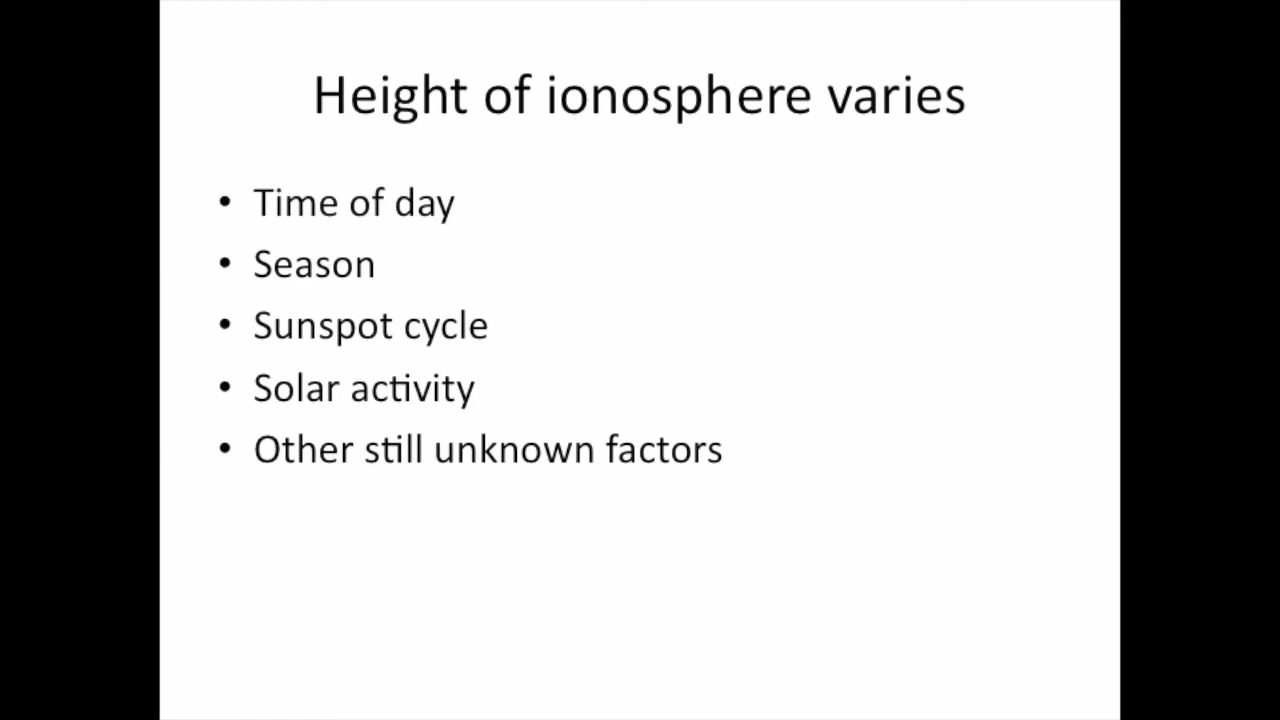 Height of ionosphere varies
• Time of day
• Season
• Sunspot cycle
• Solar activity
• Other still unknown factors